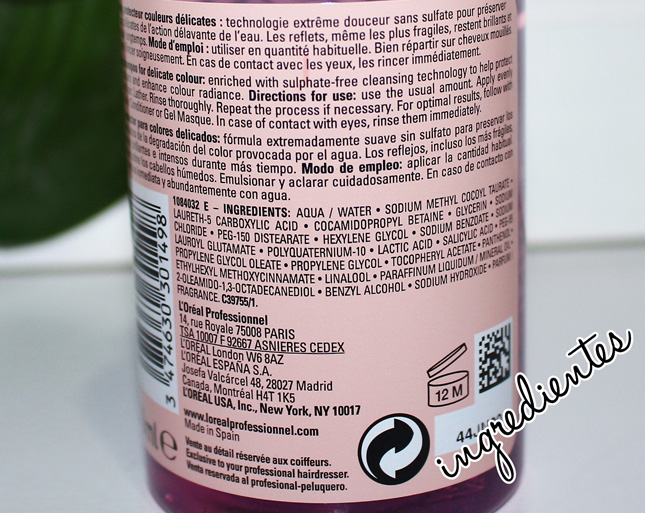 couleurs délicates : technologie extrême douceur sans sulfate pour préserver
de l'action délavante de l'eau. Les reflets, même les plus fragiles, restent brillants et
Mode d'emploi : utiliser en quantité habituelle. Bien répartir sur cheveux mouillés.
soigneusement. En cas de contact avec les yeux, les rincer immédiatement.
for delicate colour: enriched with sulphate-free cleansing technology to help protect
and enhance colour radiance. Directions for use: use the usual amount. Apply evenly
Lather. Rinse thoroughly. Repeat the process if necessary. For optimal results, follow with
Conditioner or Gel Masque. In case of contact with eyes, rinse them immediately.
para colores delicados: fórmula extremadamente suave sin sulfato para preservar los
de la degradación del color provocada por el agua. Los reflejos, incluso los más frágiles,
e intensos durante más tiempo. Modo de empleo: aplicar la cantidad habitual
los cabellos húmedos. Emulsionar y aclarar cuidadosamente. En caso de contacto con
y abundantemente con agua.
1084032 E – INGREDIENTS: AQUA / WATER • SODIUM METHYL COCOYL TAURATE •
LAURETH-5 CARBOXYLIC ACID • COCAMIDOPROPYL BETAINE • GLYCERIN • SODIUM
CHLORIDE • PEG-150 DISTEARATE • HEXYLENE GLYCOL • SODIUM BENZOATE • SODIUM
LAUROYL GLUTAMATE • POLYQUATERNIUM-10 • LACTIC ACID • SALICYLIC ACID •
PROPYLENE GLYCOL OLEATE • PROPYLENE GLYCOL • TOCOPHERYL ACETATE • PANTHENOL •
ETHYLHEXYL METHOXYCINNAMATE • LINALOOL • PARAFFINUM LIQUIDUM / MINERAL OIL •
2-OLEAMIDO-1,3-OCTADECANEDIOL • BENZYL ALCOHOL • SODIUM HYDROXIDE • PARFUM /
FRAGRANCE. C39755/1.
3 474630 301498
L'Oréal Professionnel
14, rue Royale 75008 PARIS
TSA 10007 F 92667 ASNIERES CEDEX
L'ORÉAL London W6 8AZ
L'ORÉAL ESPAÑA S.A.
Josefa Valcárcel 48, 28027 Madrid
Canada, Montréal H4T 1K5
L'ORÉAL USA, Inc., New York, NY 10017
www.lorealprofessionnel.com
Made in Spain
Vente au détail réservée aux coiffeurs.
Exclusive to your professional hairdresser.
Venta reservada al profesional-peluquero.
12 M
ml e
ingredientes